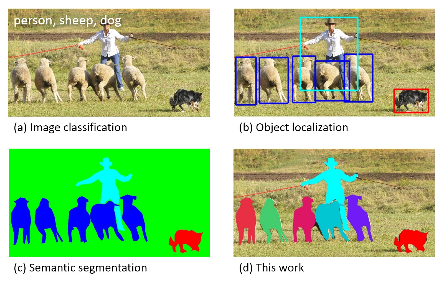 person, sheep, dog
(a) Image classification
(b) Object localization
(c) Semantic segmentation
(d) This work